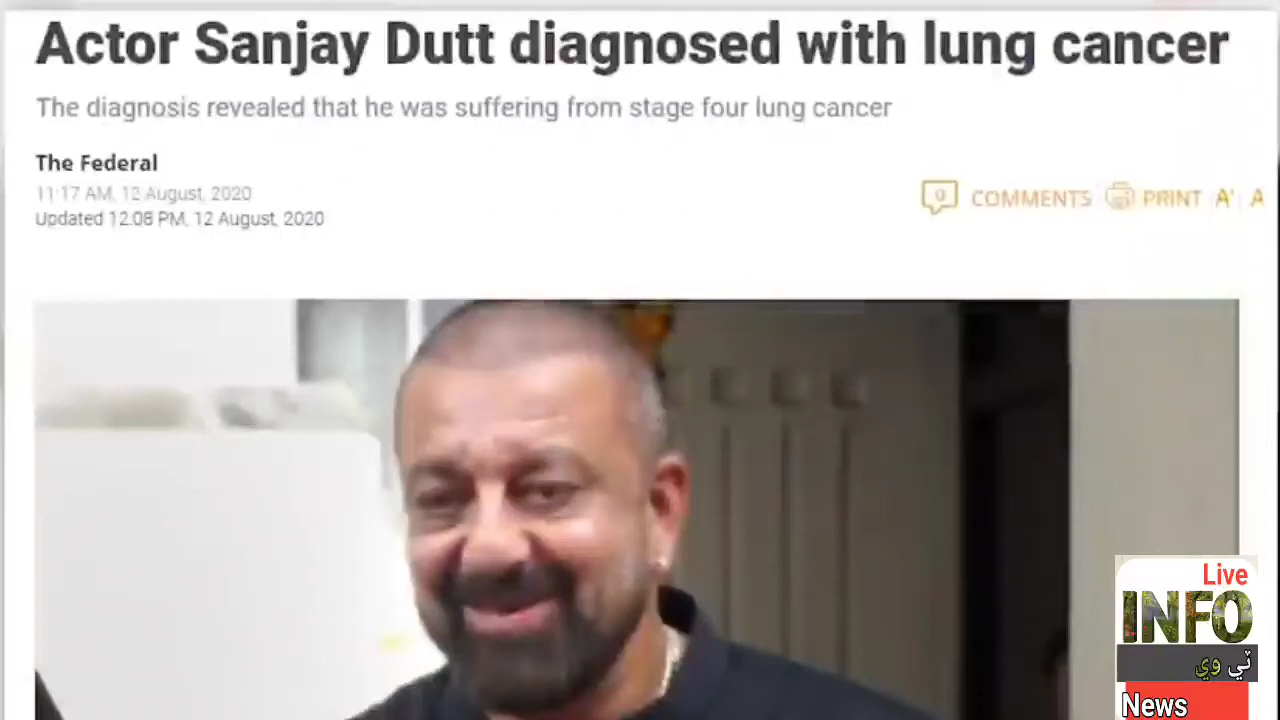 Actor Sanjay Dutt diagnosed with lung cancer
The diagnosis revealed that he was suffering from stage four lung cancer
The Federal
11:17 AM, 12 August, 2020
Updated 12:08 PM, 12 August, 2020
0 COMMENTS PRINT A+ A
Live
INFO
ٽي وي
News